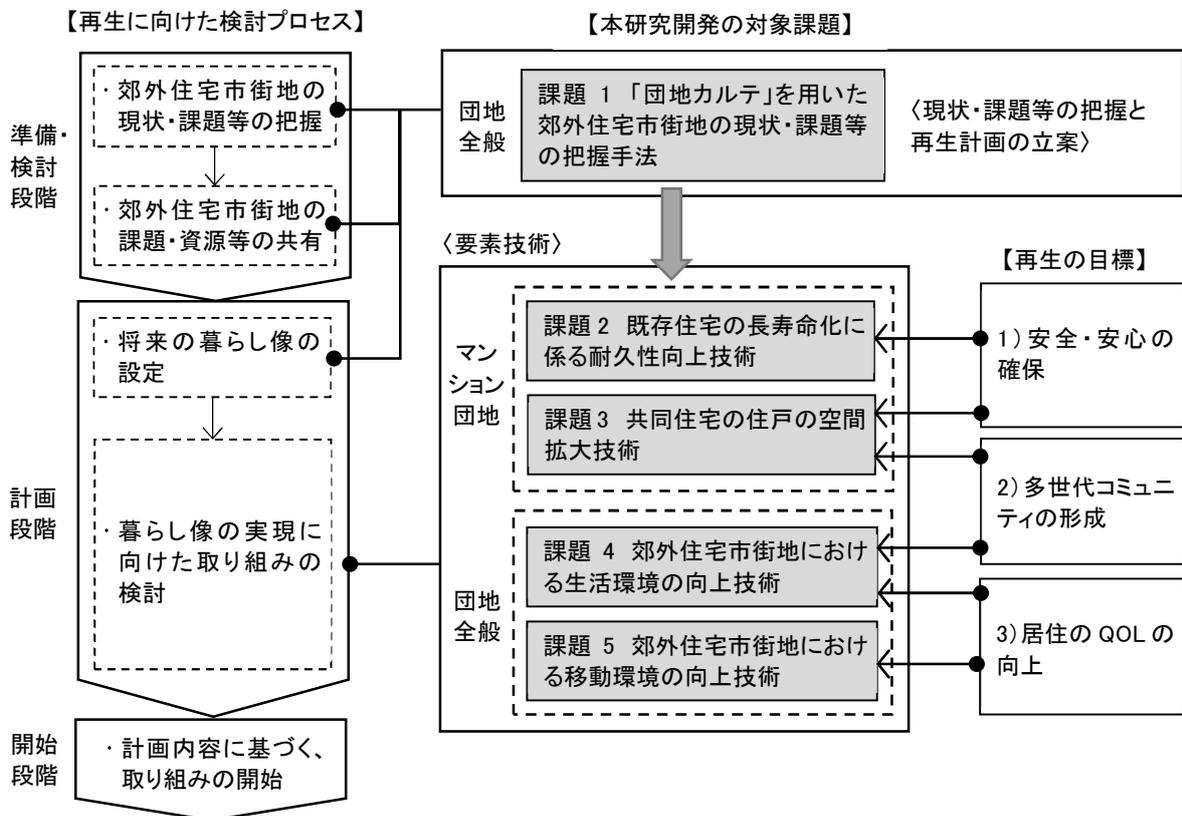 【再生に向けた検討プロセス】
準備・
検討
段階
・郊外住宅市街地の
現状・課題等の把握
・郊外住宅市街地の
課題・資源等の共有
計画
段階
・将来の暮らし像の
設定
・暮らし像の実現に
向けた取り組みの
検討
開始
段階
・計画内容に基づく、
取り組みの開始
【本研究開発の対象課題】
団地
全般
課題 1 「団地カルテ」を用いた
郊外住宅市街地の現状・課題等
の把握手法
〈現状・課題等の把握と
再生計画の立案〉
〈要素技術〉
マン
ション
団地
課題2 既存住宅の長寿命化に
係る耐久性向上技術
課題3 共同住宅の住戸の空間
拡大技術
団地
全般
課題 4 郊外住宅市街地におけ
る生活環境の向上技術
課題 5 郊外住宅市街地におけ
る移動環境の向上技術
【再生の目標】
1)安全・安心の
確保
2)多世代コミュニ
ティの形成
3)居住の QOL の
向上